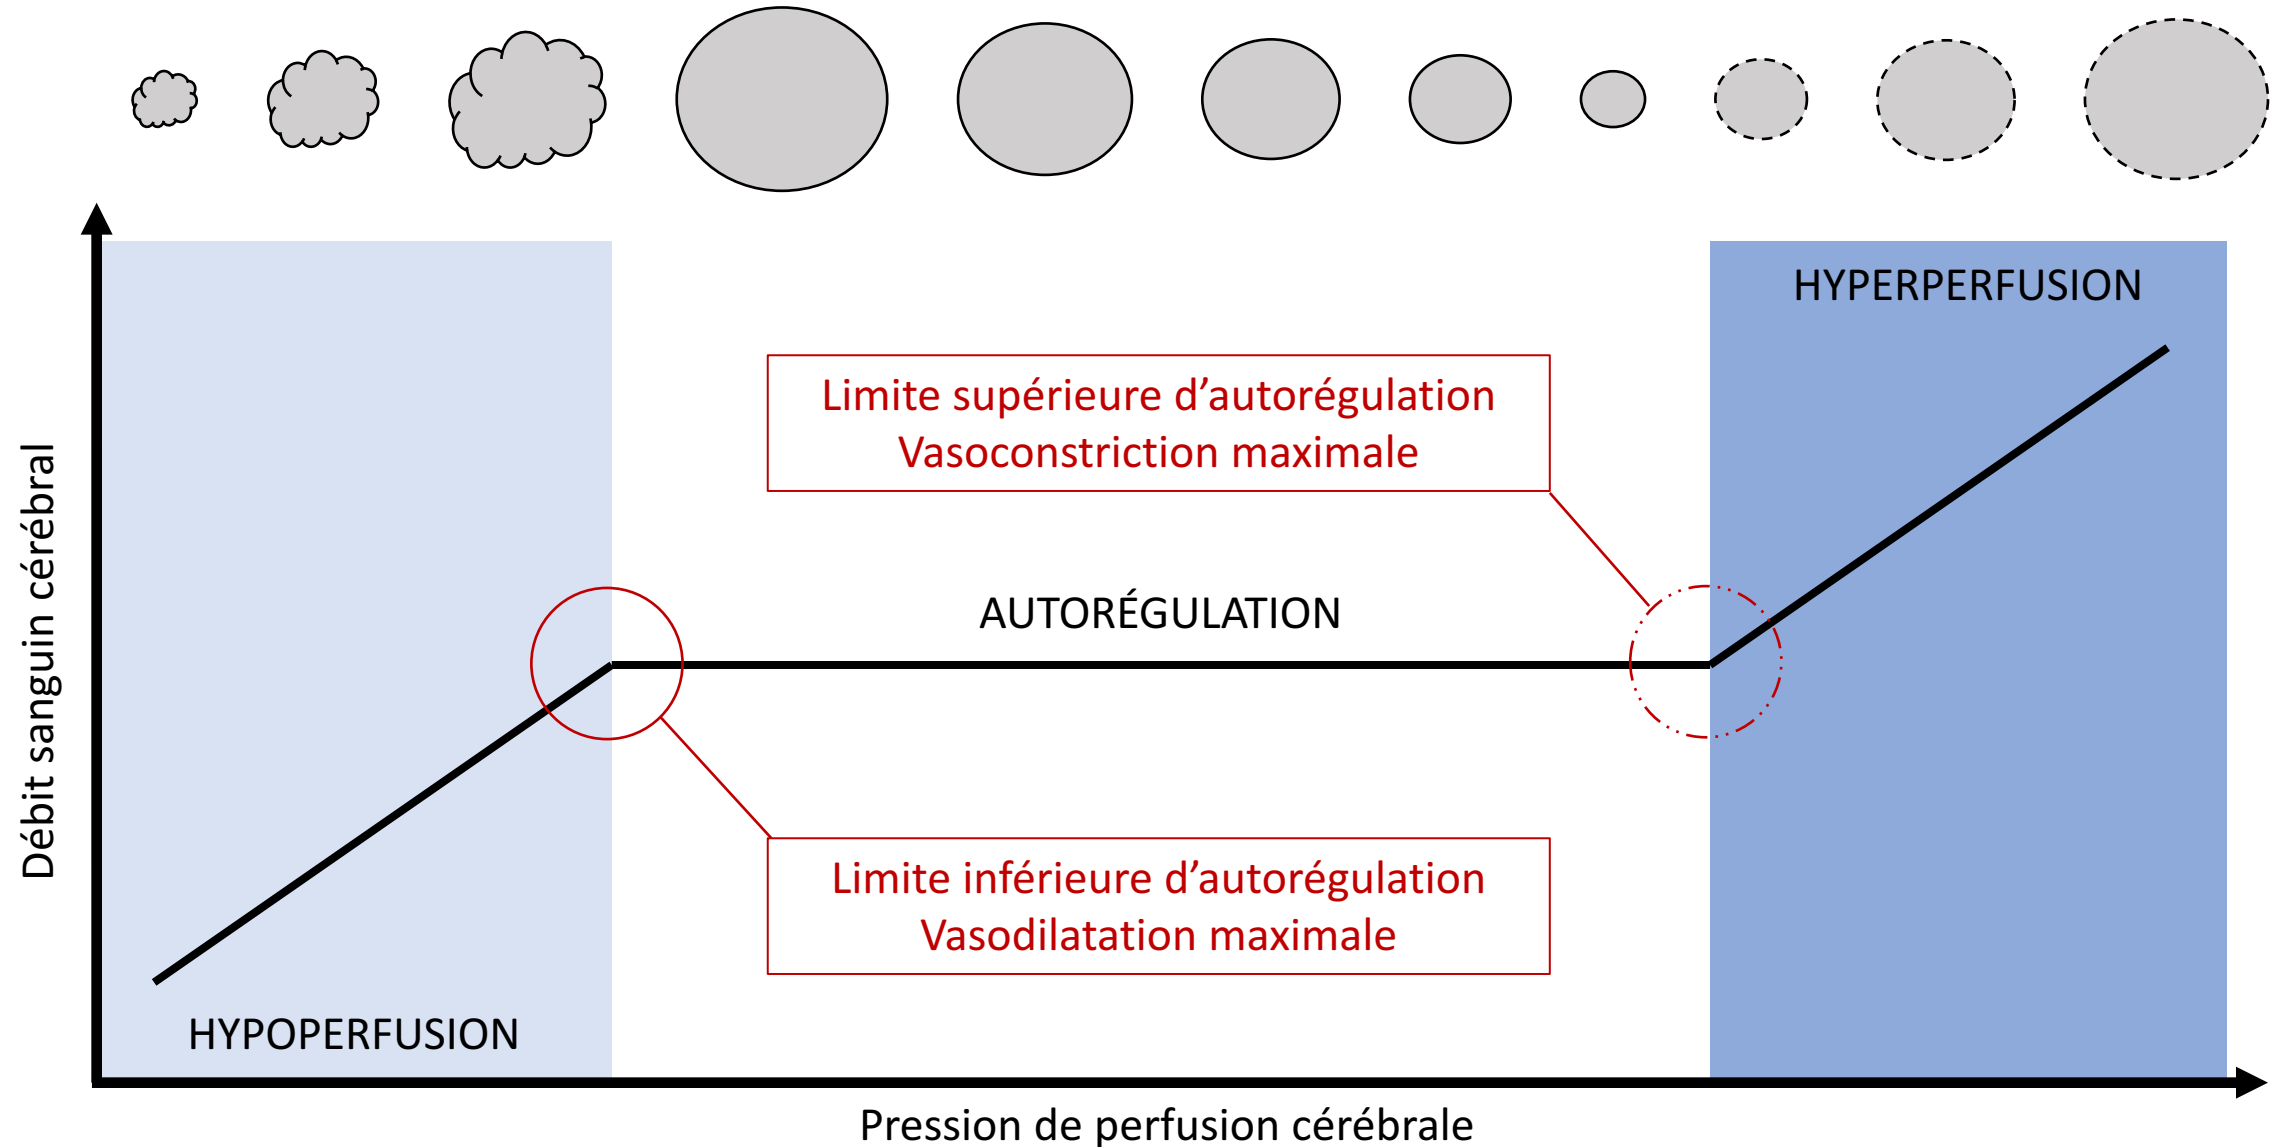 HYPERPERFUSION
Limite supérieure d’autorégulation
Vasoconstriction maximale
Débit sanguin cérébral
AUTORÉGULATION
Limite inférieure d’autorégulation
Vasodilatation maximale
HYPOPERFUSION
Pression de perfusion cérébrale